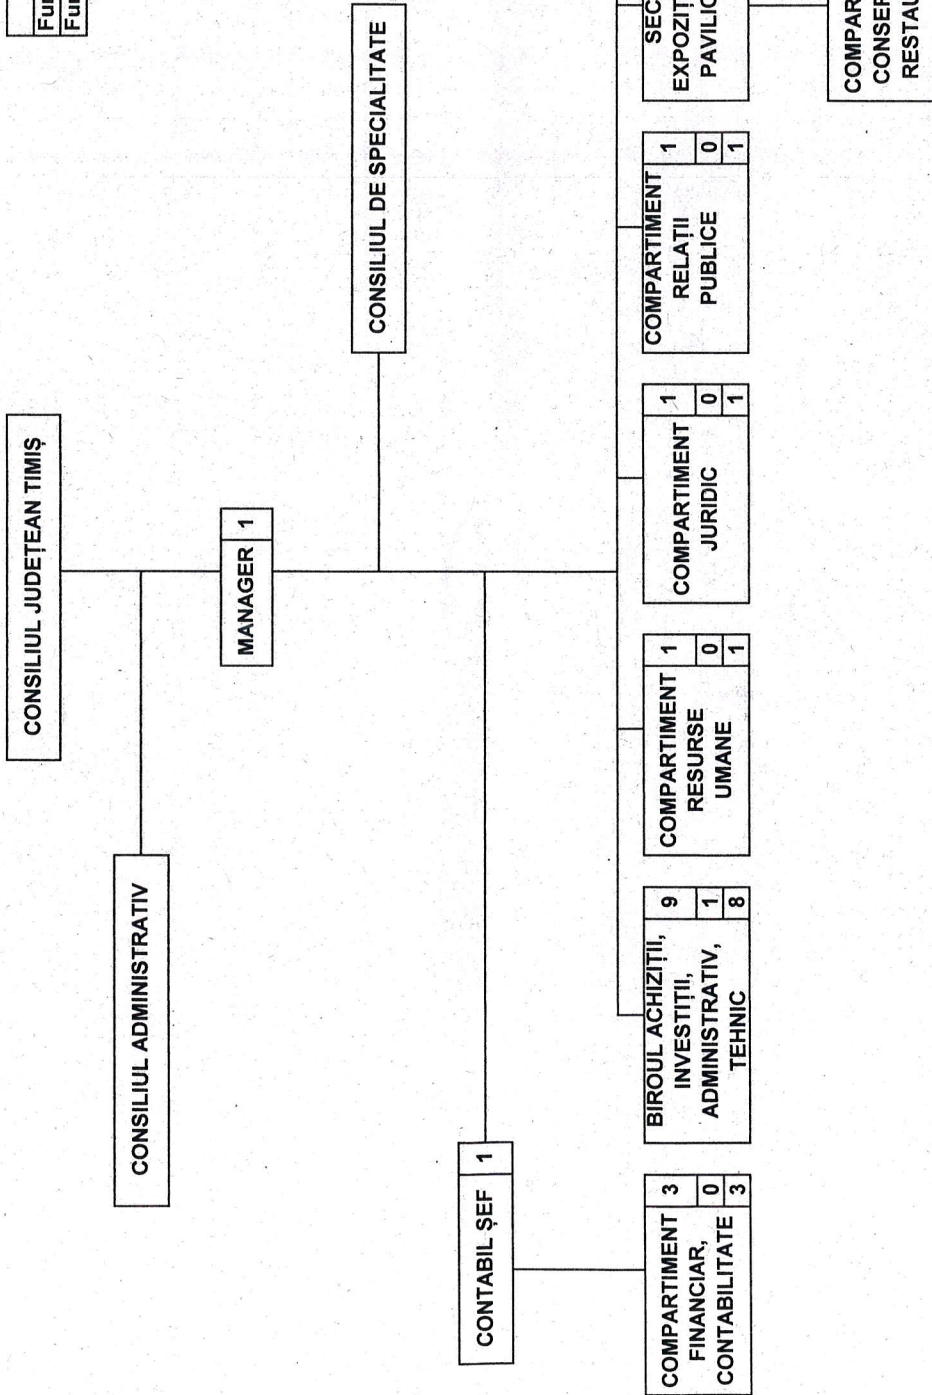 CONSILIUL JUDEȚEAN TIMIȘ
CONSILIUL ADMINISTRATIV
MANAGER 1
CONSILIUL DE SPECIALITATE
CONTABIL ȘEF 1
COMPARTIMENT 3
FINANCIAR, 0
CONTABILITATE 3
BIROUL ACHIZIȚII, 9
INVESTIȚII,
ADMINISTRATIV, 1
TEHNIC 8
COMPARTIMENT 1
RESURSE 0
UMANE 1
COMPARTIMENT 1
JURIDIC 0
1
COMPARTIMENT 1
RELAȚII 0
PUBLICE 1